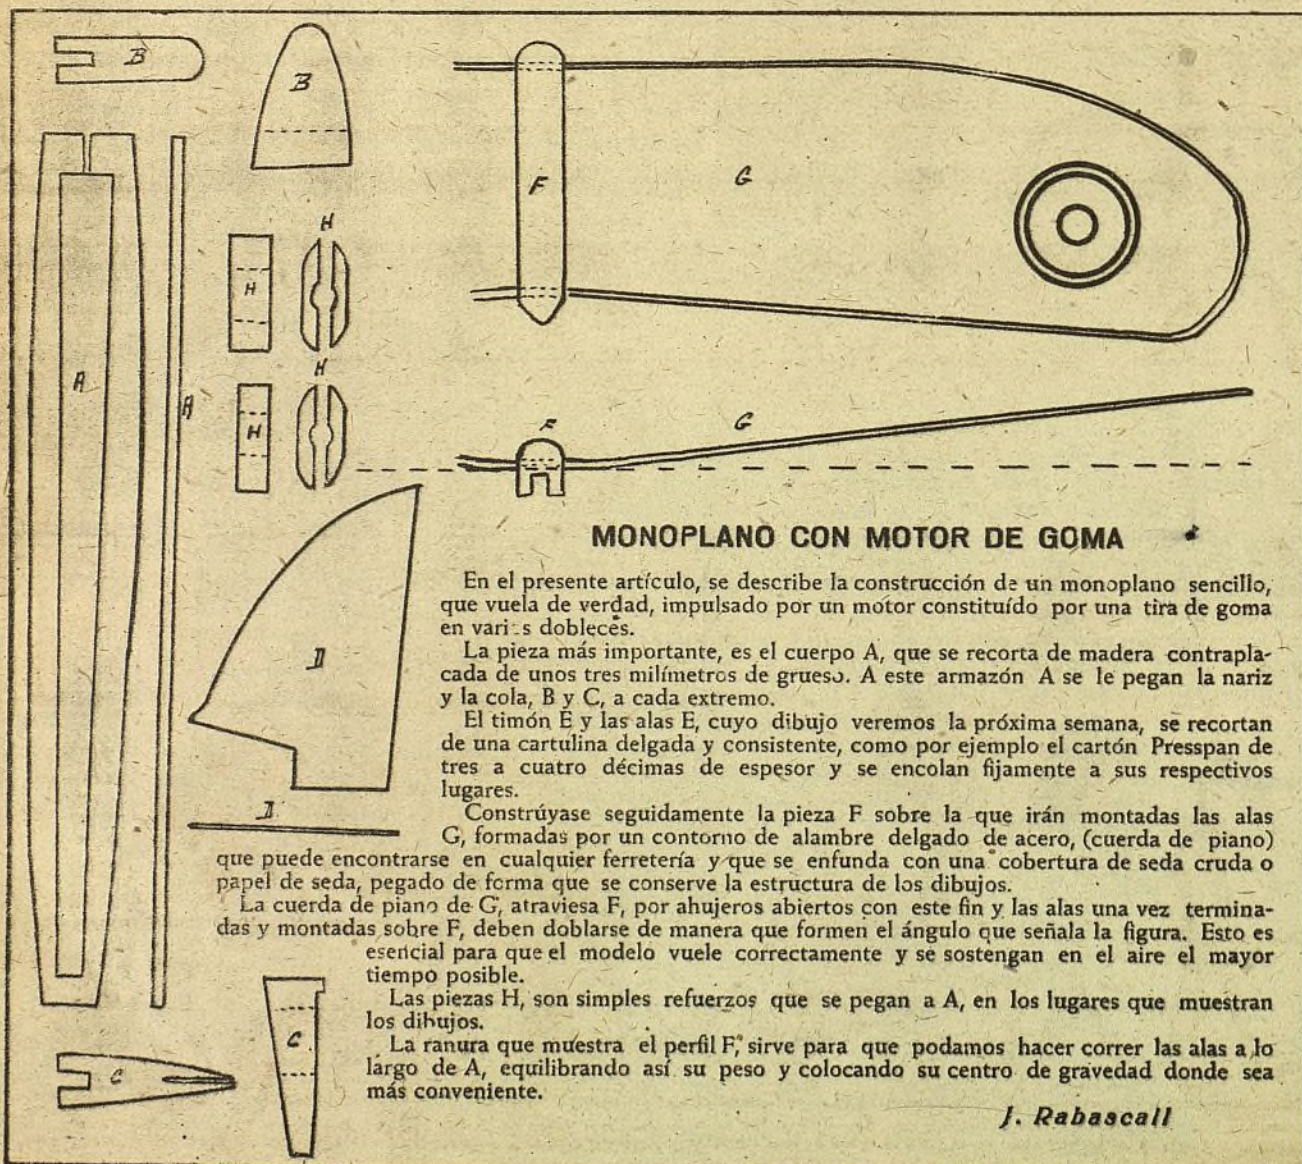 B
B
F
G
H
H
H
A
A
H
F
G
D
D
C
C
MONOPLANO CON MOTOR DE GOMA
En el presente artículo, se describe la construcción de un monoplano sencillo,
que vuela de verdad, impulsado por un motor constituído por una tira de goma
en vari s dobleces.
La pieza más importante, es el cuerpo A, que se recorta de madera contrapla-
cada de unos tres milímetros de grueso. A este armazón A se le pegan la nariz
y la cola, B y C, a cada extremo.
El timón E y las alas E, cuyo dibujo veremos la próxima semana, se recortan
de una cartulina delgada y consistente, como por ejemplo el cartón Presspan de
tres a cuatro décimas de espesor y se encolan fijamente a sus respectivos
lugares.
Constrúyase seguidamente la pieza F sobre la que irán montadas las alas
G, formadas por un contorno de alambre delgado de acero, (cuerda de piano)
que puede encontrarse en cualquier ferretería y que se enfunda con una cobertura de seda cruda o
papel de seda, pegado de forma que se conserve la estructura de los dibujos.
La cuerda de piano de G, atraviesa F, por ahujeros abiertos con este fin y las alas una vez termina-
das y montadas sobre F, deben doblarse de manera que formen el ángulo que señala la figura. Esto es
esencial para que el modelo vuele correctamente y se sostengan en el aire el mayor
tiempo posible.
Las piezas H, son simples refuerzos que se pegan a A, en los lugares que muestran
los dibujos.
La ranura que muestra el perfil F, sirve para que podamos hacer correr las alas a lo
largo de A, equilibrando así su peso y colocando su centro de gravedad donde sea
más conveniente.
J. Rabascall